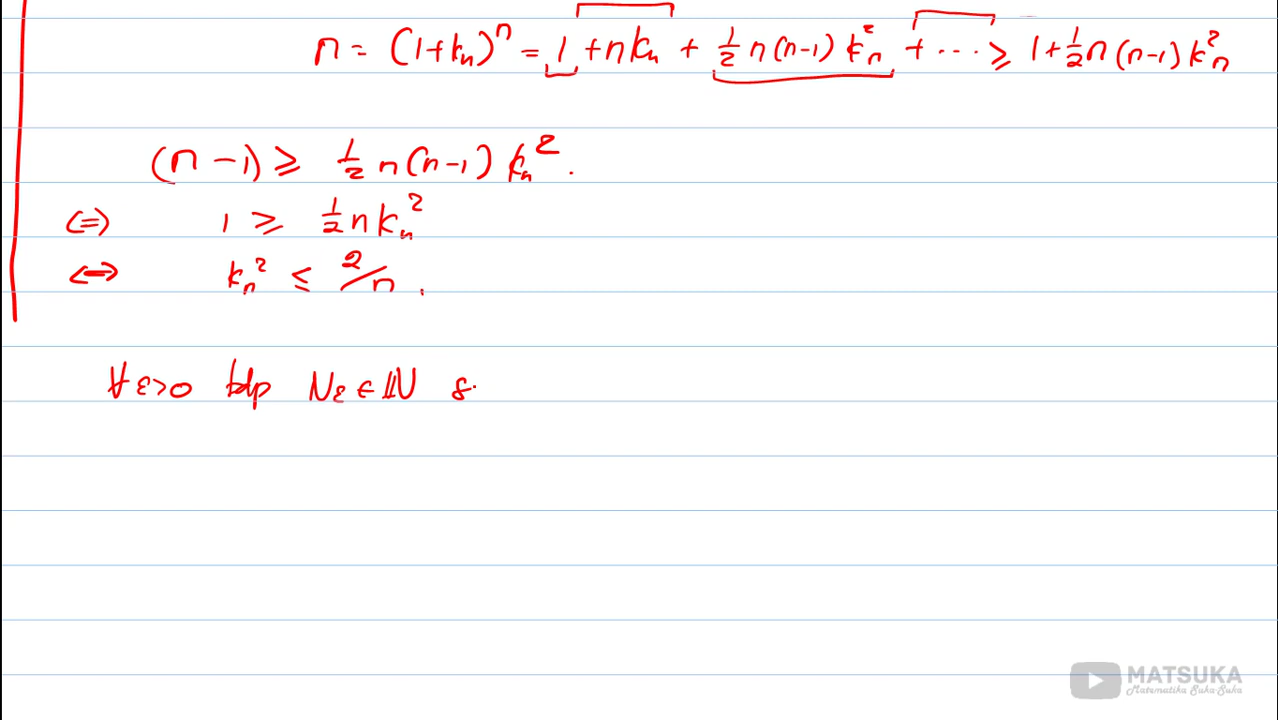 n = (1+kₙ)ⁿ = 1 + nkₙ + ½ n(n-1) kₙ² + ... ≥ 1 + ½ n(n-1) kₙ²
(n-1) ≥ ½ n(n-1) kₙ².
⇔ 1 ≥ ½ n kₙ²
⇔ kₙ² ≤ 2/n.
∀ ε>0 tdp Nε ∈ ℕ s.
MATSUKA
Matematika Suka-Suka